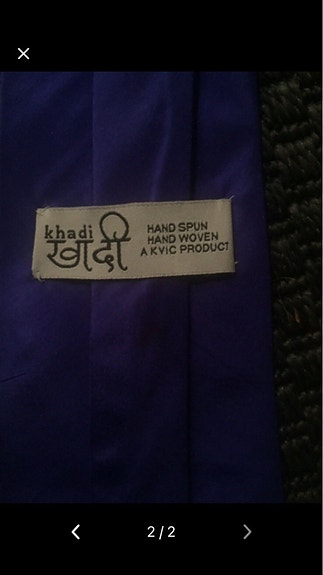 khadi
खादी
HAND SPUN
HAND WOVEN
A KVIC PRODUCT
2/2